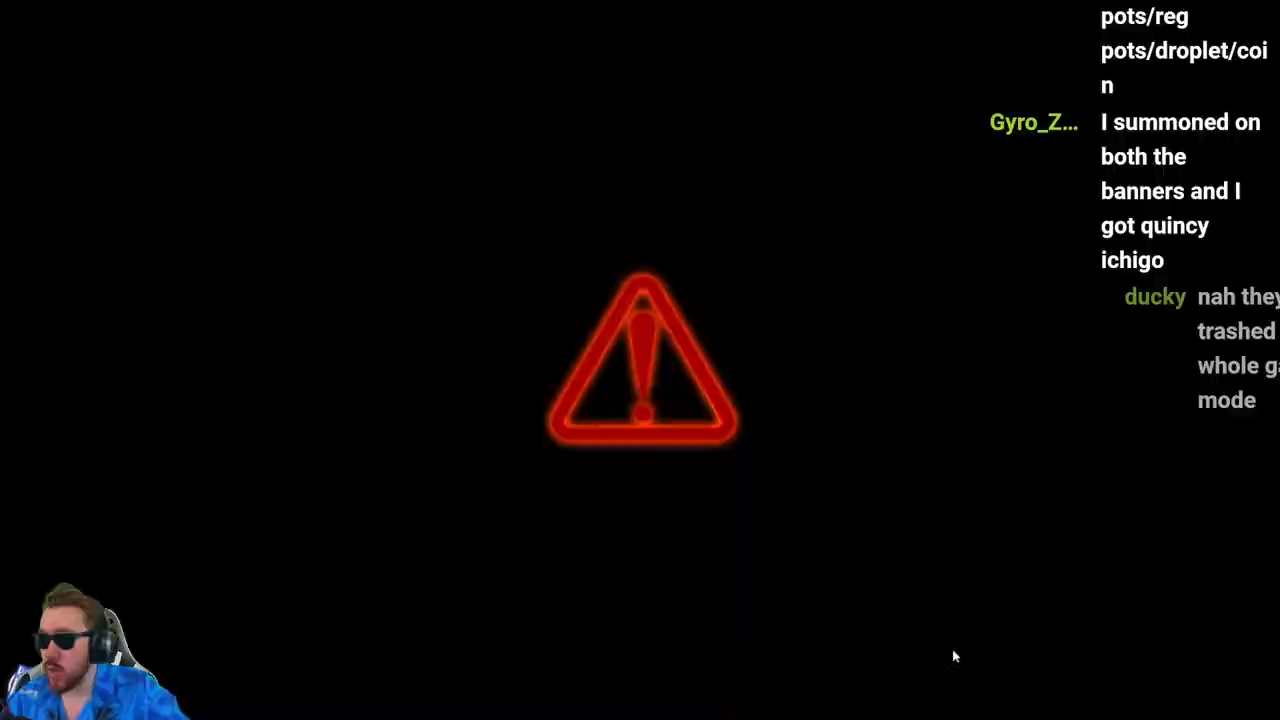 pots/reg
pots/droplet/coi
n
Gyro_Z... I summoned on
both the
banners and I
got quincy
ichigo
ducky nah they
trashed
whole
mode